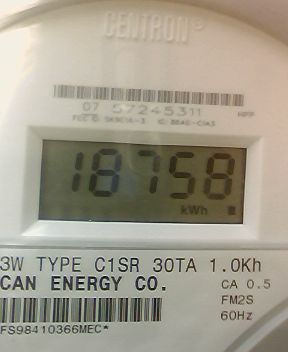 CENTRON®
07 57245311
18758
kWh
3W TYPE C1SR 30TA 1.0Kh
CAN ENERGY CO.
CA 0.5
FM2S
60Hz
FS98410366MEC*